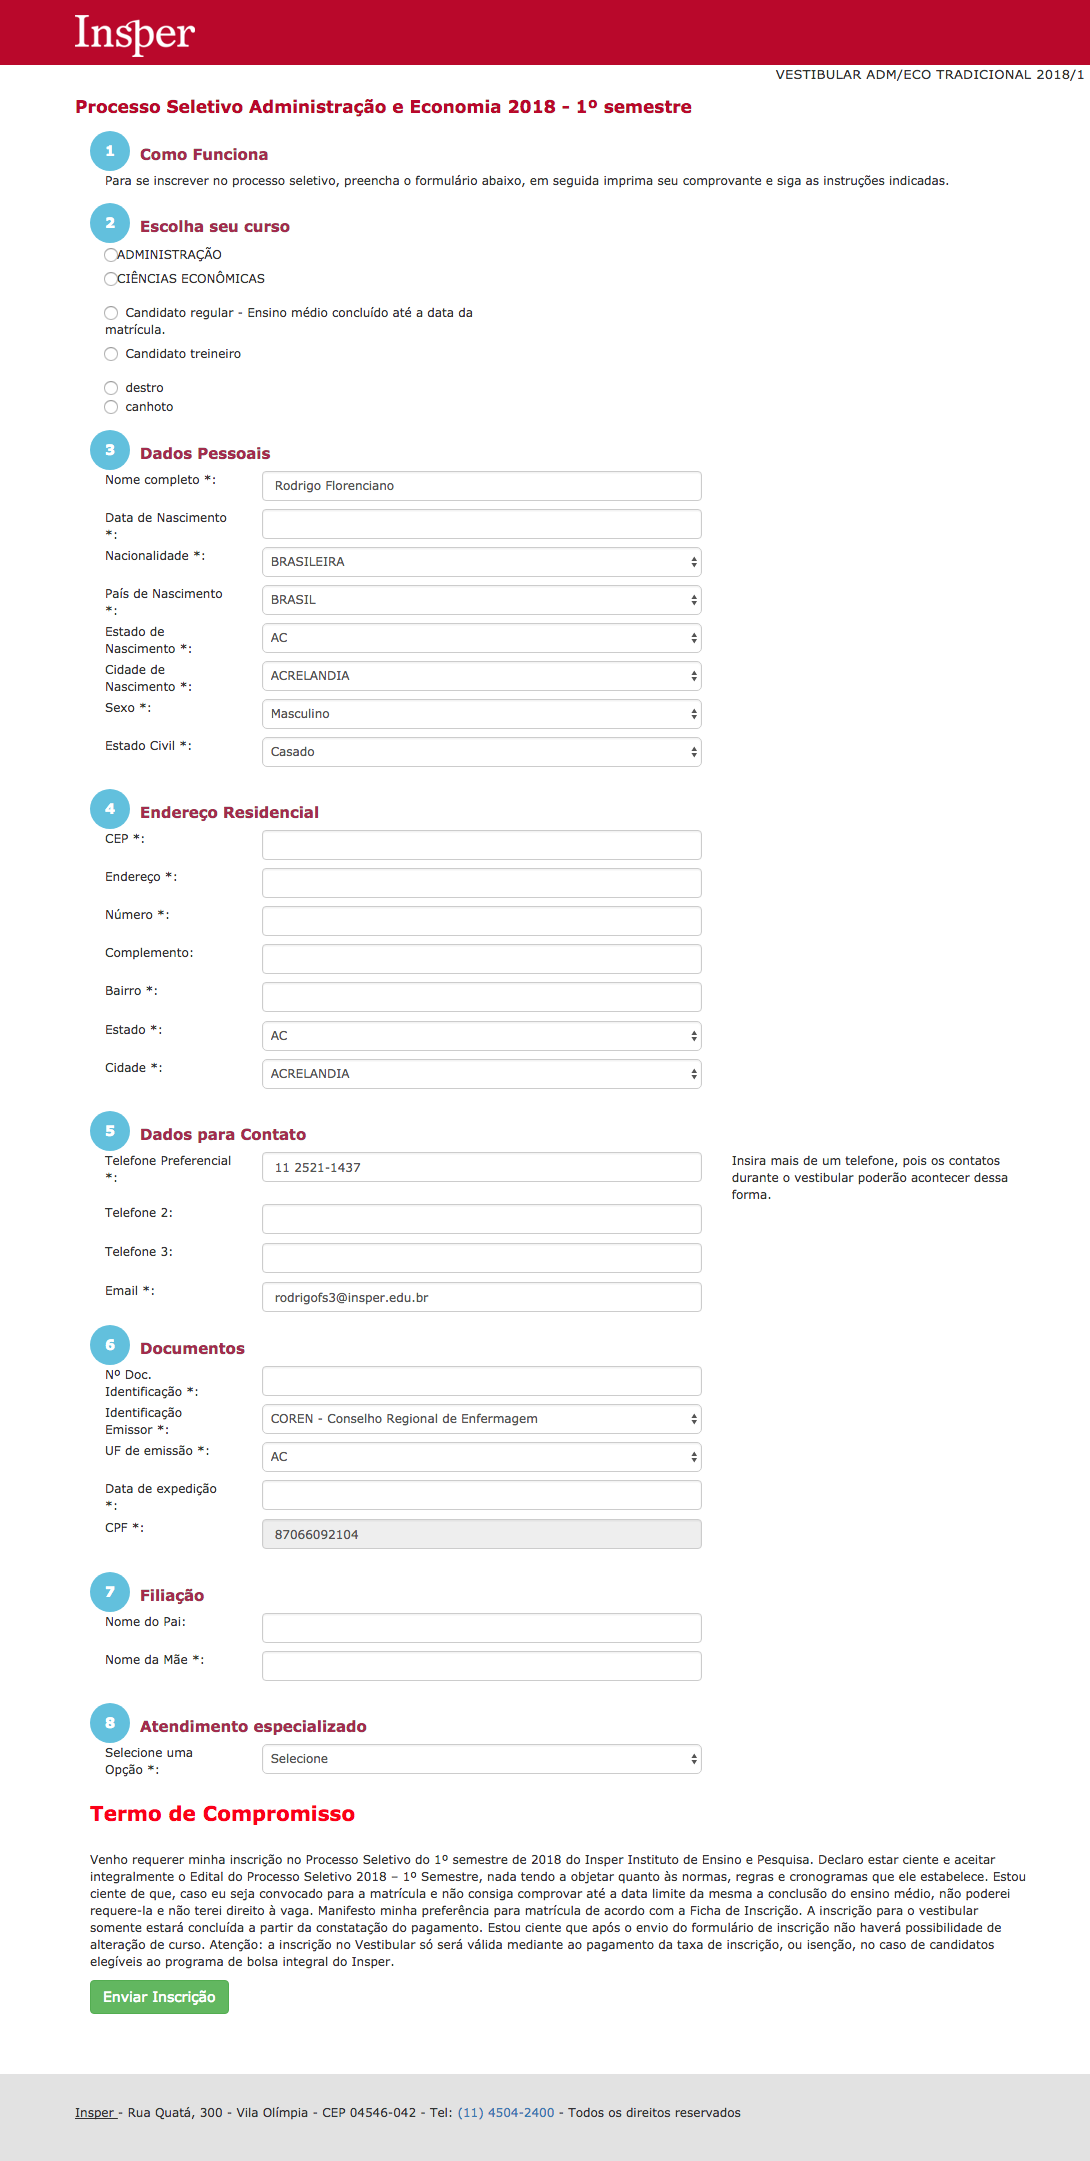 Insper
VESTIBULAR ADM/ECO TRADICIONAL 2018/1
Processo Seletivo Administração e Economia 2018 - 1º semestre
1 Como Funciona
Para se inscrever no processo seletivo, preencha o formulário abaixo, em seguida imprima seu comprovante e siga as instruções indicadas.
2 Escolha seu curso
ADMINISTRAÇÃO
CIÊNCIAS ECONÔMICAS
Candidato regular - Ensino médio concluído até a data da
matrícula.
Candidato treineiro
destro
canhoto
3 Dados Pessoais
Nome completo *: Rodrigo Florenciano
Data de Nascimento
*:
Nacionalidade *: BRASILEIRA
País de Nascimento
*: BRASIL
Estado de
Nascimento *: AC
Cidade de
Nascimento *: ACRELANDIA
Sexo *: Masculino
Estado Civil *: Casado
4 Endereço Residencial
CEP *:
Endereço *:
Número *:
Complemento:
Bairro *:
Estado *: AC
Cidade *: ACRELANDIA
5 Dados para Contato
Telefone Preferencial
*: 11 2521-1437
Insira mais de um telefone, pois os contatos
durante o vestibular poderão acontecer dessa
forma.
Telefone 2:
Telefone 3:
Email *: rodrigofs3@insper.edu.br
6 Documentos
Nº Doc.
Identificação *:
Identificação
Emissor *: COREN - Conselho Regional de Enfermagem
UF de emissão *: AC
Data de expedição
*:
CPF *: 87066092104
7 Filiação
Nome do Pai:
Nome da Mãe *:
8 Atendimento especializado
Selecione uma
Opção *: Selecione
Termo de Compromisso
Venho requerer minha inscrição no Processo Seletivo do 1º semestre de 2018 do Insper Instituto de Ensino e Pesquisa. Declaro estar ciente e aceitar
integralmente o Edital do Processo Seletivo 2018 – 1º Semestre, nada tendo a objetar quanto às normas, regras e cronogramas que ele estabelece. Estou
ciente de que, caso eu seja convocado para a matrícula e não consiga comprovar até a data limite da mesma a conclusão do ensino médio, não poderei
requere-la e não terei direito à vaga. Manifesto minha preferência para matrícula de acordo com a Ficha de Inscrição. A inscrição para o vestibular
somente estará concluída a partir da constatação do pagamento. Estou ciente que após o envio do formulário de inscrição não haverá possibilidade de
alteração de curso. Atenção: a inscrição no Vestibular só será válida mediante ao pagamento da taxa de inscrição, ou isenção, no caso de candidatos
elegíveis ao programa de bolsa integral do Insper.
Enviar Inscrição
Insper - Rua Quatá, 300 - Vila Olímpia - CEP 04546-042 - Tel: (11) 4504-2400 - Todos os direitos reservados